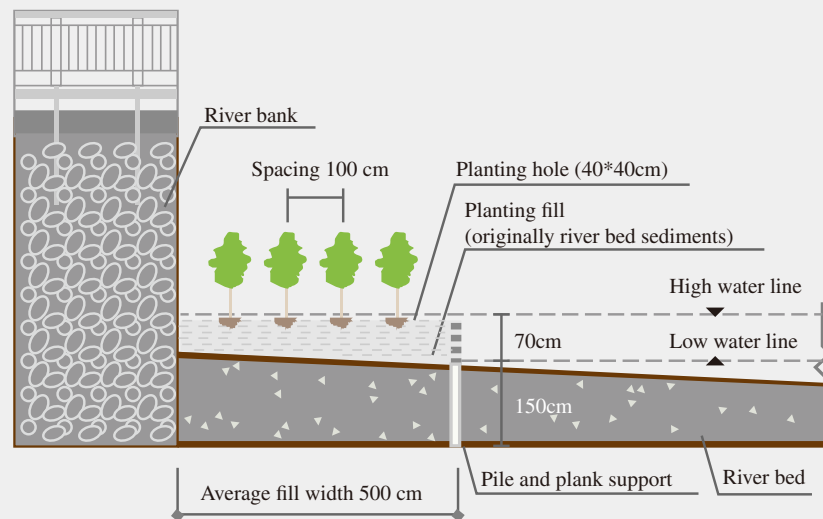 River bank
Spacing 100 cm
Planting hole (40*40cm)
Planting fill
(originally river bed sediments)
High water line
70cm
Low water line
150cm
Average fill width 500 cm
Pile and plank support
River bed